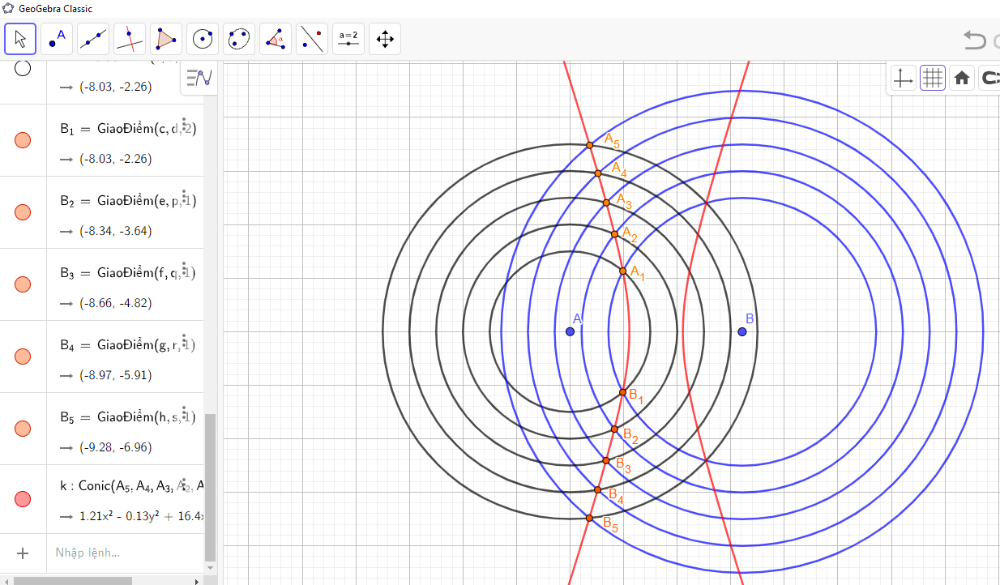 GeoGebra Classic
A
a=2
→ (-8.03, -2.26)
B₁ = GiaoĐiểm(c, d, 2)
→ (-8.03, -2.26)
B₂ = GiaoĐiểm(e, p, 1)
→ (-8.34, -3.64)
B₃ = GiaoĐiểm(f, q, 1)
→ (-8.66, -4.82)
B₄ = GiaoĐiểm(g, r, 1)
→ (-8.97, -5.91)
B₅ = GiaoĐiểm(h, s, 1)
→ (-9.28, -6.96)
k : Conic(A₅, A₄, A₃, A₂, A
→ 1.21x² - 0.13y² + 16.4x
Nhập lệnh...
A₅
A₄
A₃
A₂
A₁
A
B
B₁
B₂
B₃
B₄
B₅